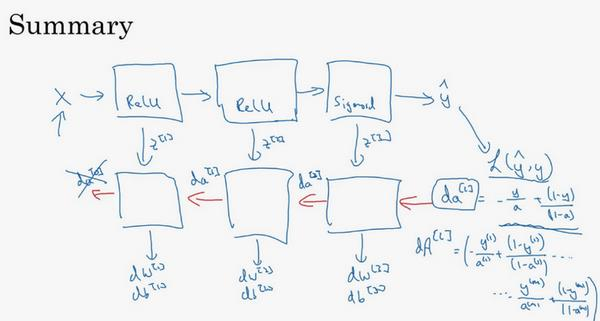 Summary
X → ReLU → ReLU → Sigmoid → ŷ
z^[1] z^[2] z^[3]
L(ŷ, y)
da^[0] da^[1] da^[2] da^[L] = - y/a + (1-y)/(1-a)
dA^[L] = (- y^(1)/a^(1) + (1-y^(1))/(1-a^(1)) ....
dW^[1] dW^[2] dW^[3]
db^[1] db^[2] db^[3]
... - y^(m)/a^(m) + (1-y^(m))/(1-a^(m))